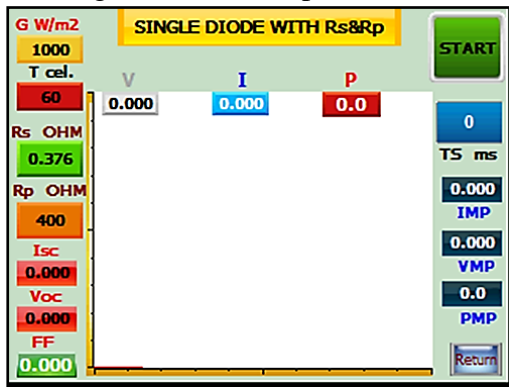 G W/m2
1000
T cel.
60
Rs OHM
0.376
Rp OHM
400
Isc
0.000
Voc
0.000
FF
0.000
SINGLE DIODE WITH Rs&Rp
V I P
0.000 0.000 0.0
START
0
TS ms
0.000
IMP
0.000
VMP
0.0
PMP
Return